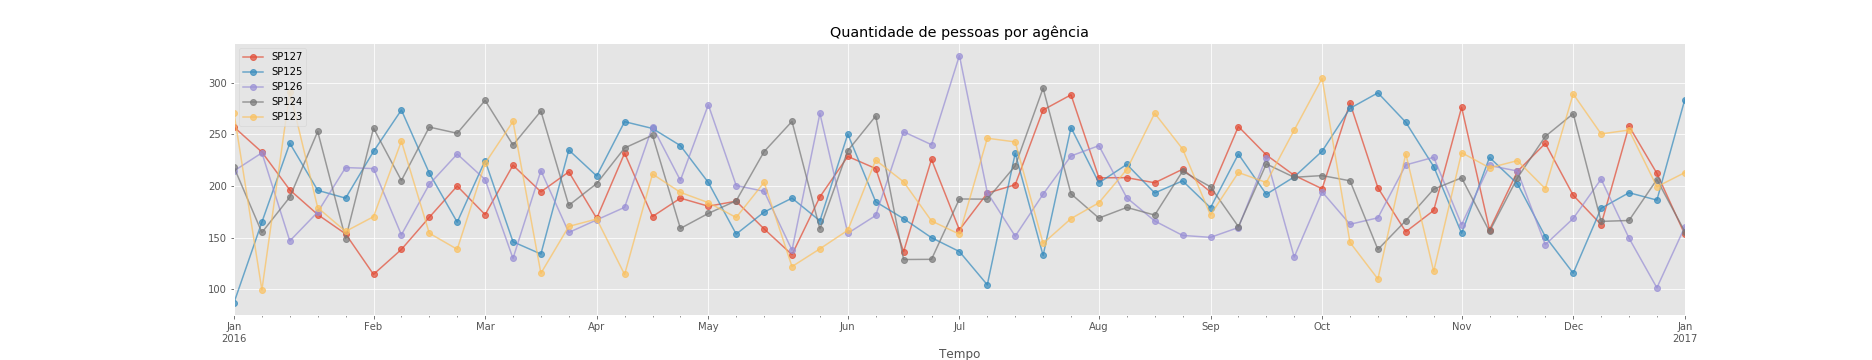 Quantidade de pessoas por agência
SP127
SP125
SP126
SP124
SP123
300
250
200
150
100
Jan Feb Mar Apr May Jun Jul Aug Sep Oct Nov Dec Jan
2016 2017
Tempo